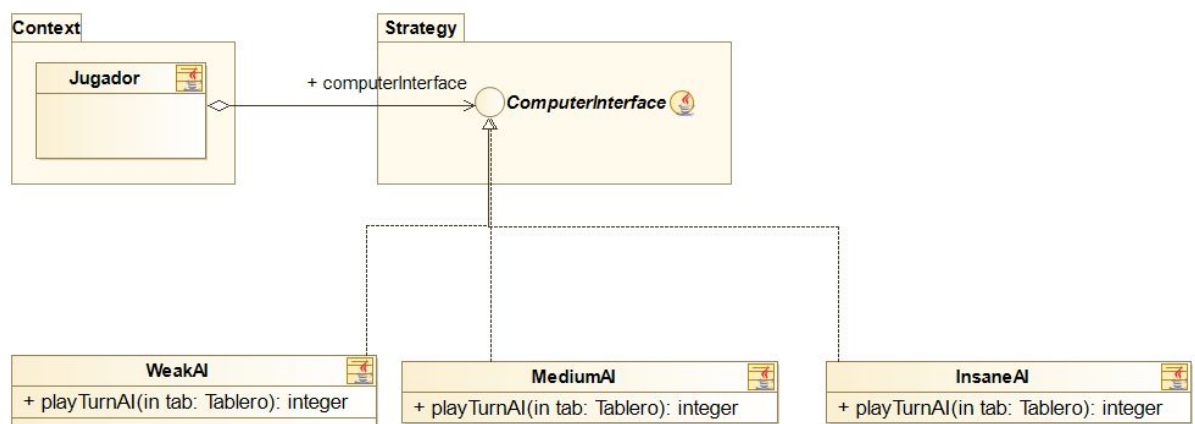 Context
Strategy
Jugador
+ computerInterface
ComputerInterface
WeakAI
+ playTurnAI(in tab: Tablero): integer
MediumAI
+ playTurnAI(in tab: Tablero): integer
InsaneAI
+ playTurnAI(in tab: Tablero): integer